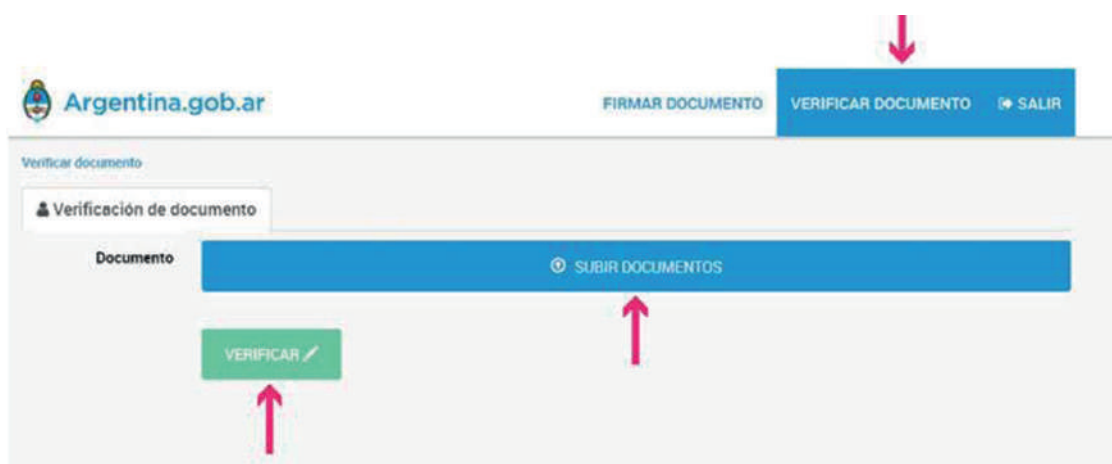 Argentina.gob.ar
FIRMAR DOCUMENTO
VERIFICAR DOCUMENTO
SALIR
Verificar documento
Verificación de documento
Documento
SUBIR DOCUMENTOS
VERIFICAR